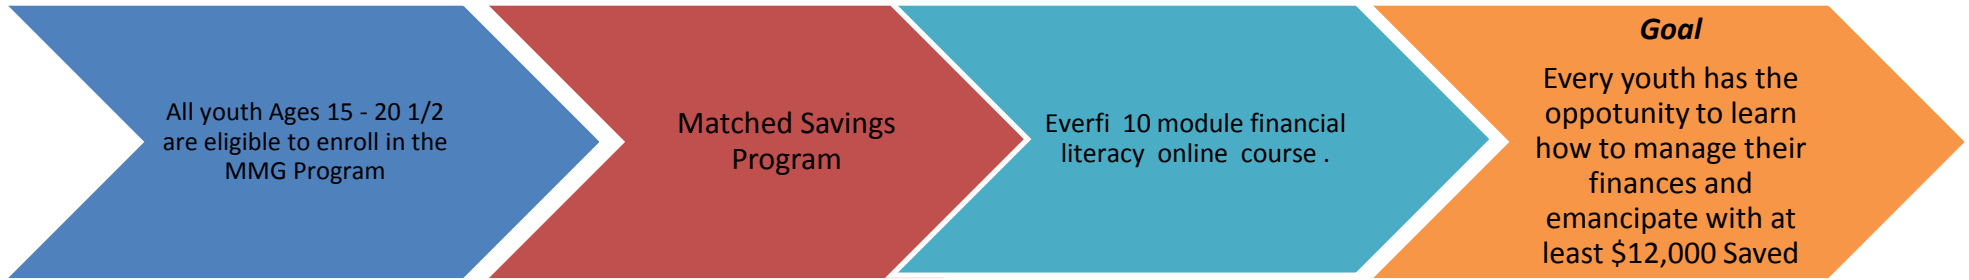 All youth Ages 15 - 20 1/2
are eligible to enroll in the
MMG Program
Matched Savings
Program
Everfi 10 module financial
literacy online course .
Goal
Every youth has the
oppotunity to learn
how to manage their
finances and
emancipate with at
least $12,000 Saved